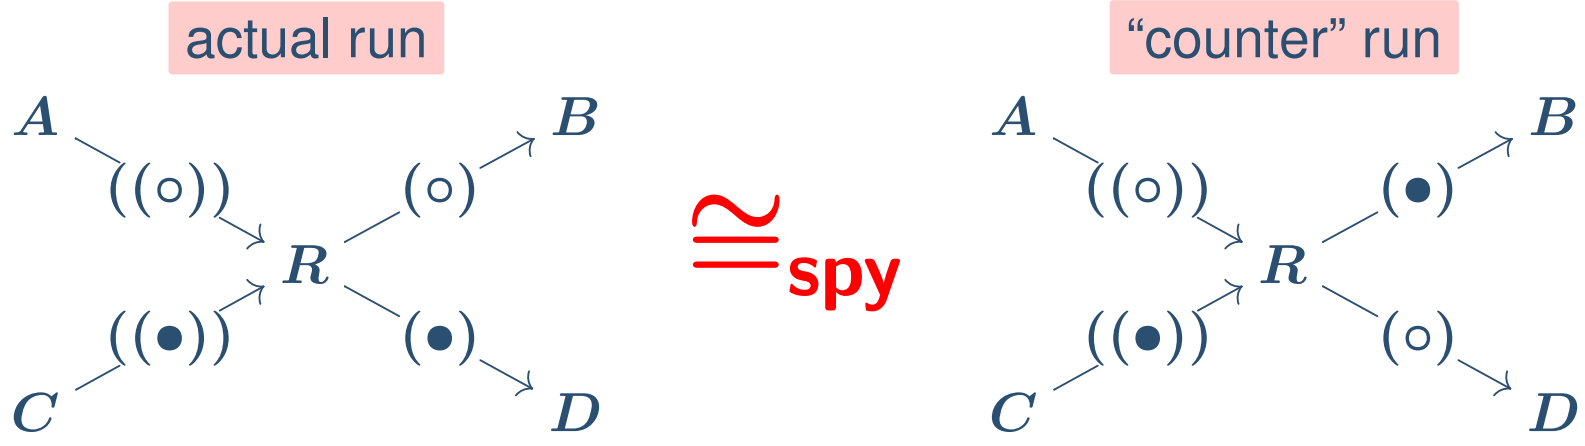 actual run “counter” run
A B A B
((○)) (○) ((○)) (●)
R ≅spy R
((●)) (●) ((●)) (○)
C D C D